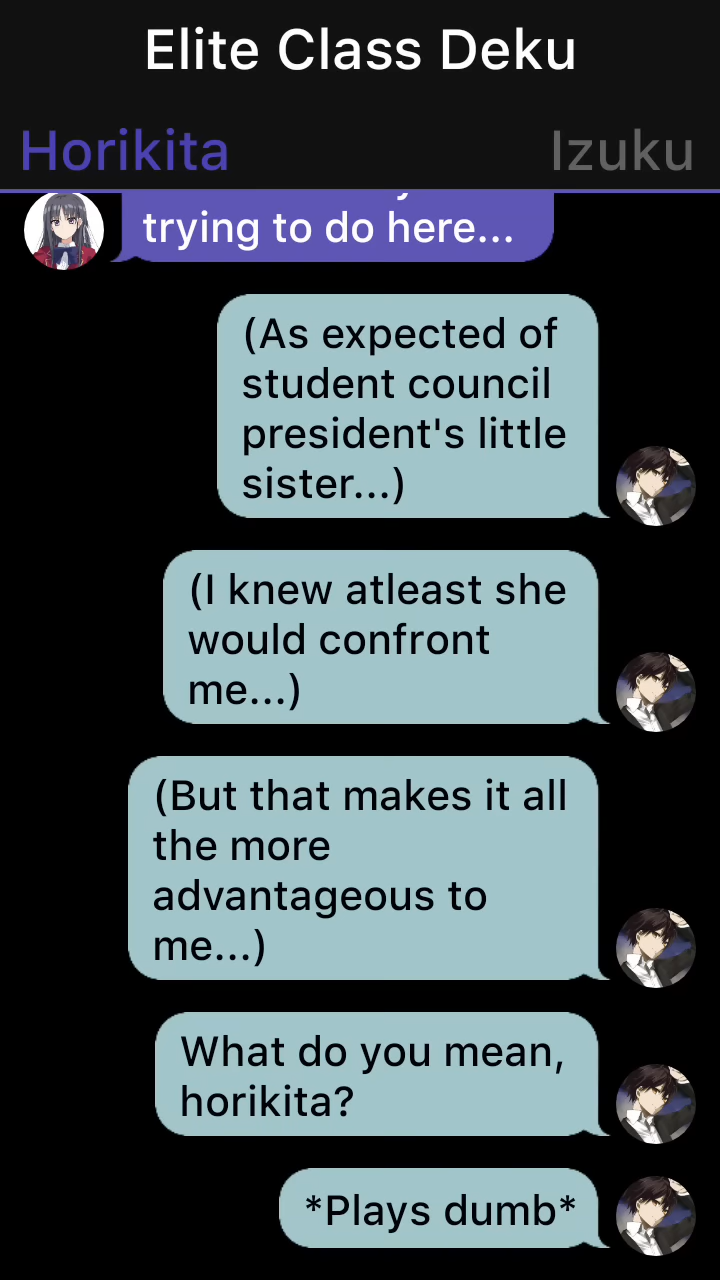 Elite Class Deku
Horikita
Izuku
trying to do here...
(As expected of
student council
president's little
sister...)
(I knew atleast she
would confront
me...)
(But that makes it all
the more
advantageous to
me...)
What do you mean,
horikita?
*Plays dumb*